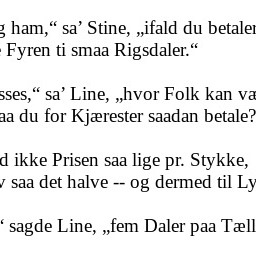 g ham,“ sa’ Stine, „ifald du betaler
e Fyren ti smaa Rigsdaler.“
sses,“ sa’ Line, „hvor Folk kan væ
aa du for Kjærester saadan betale?
d ikke Prisen saa lige pr. Stykke,
v saa det halve -- og dermed til Ly
“ sagde Line, „fem Daler paa Tæll